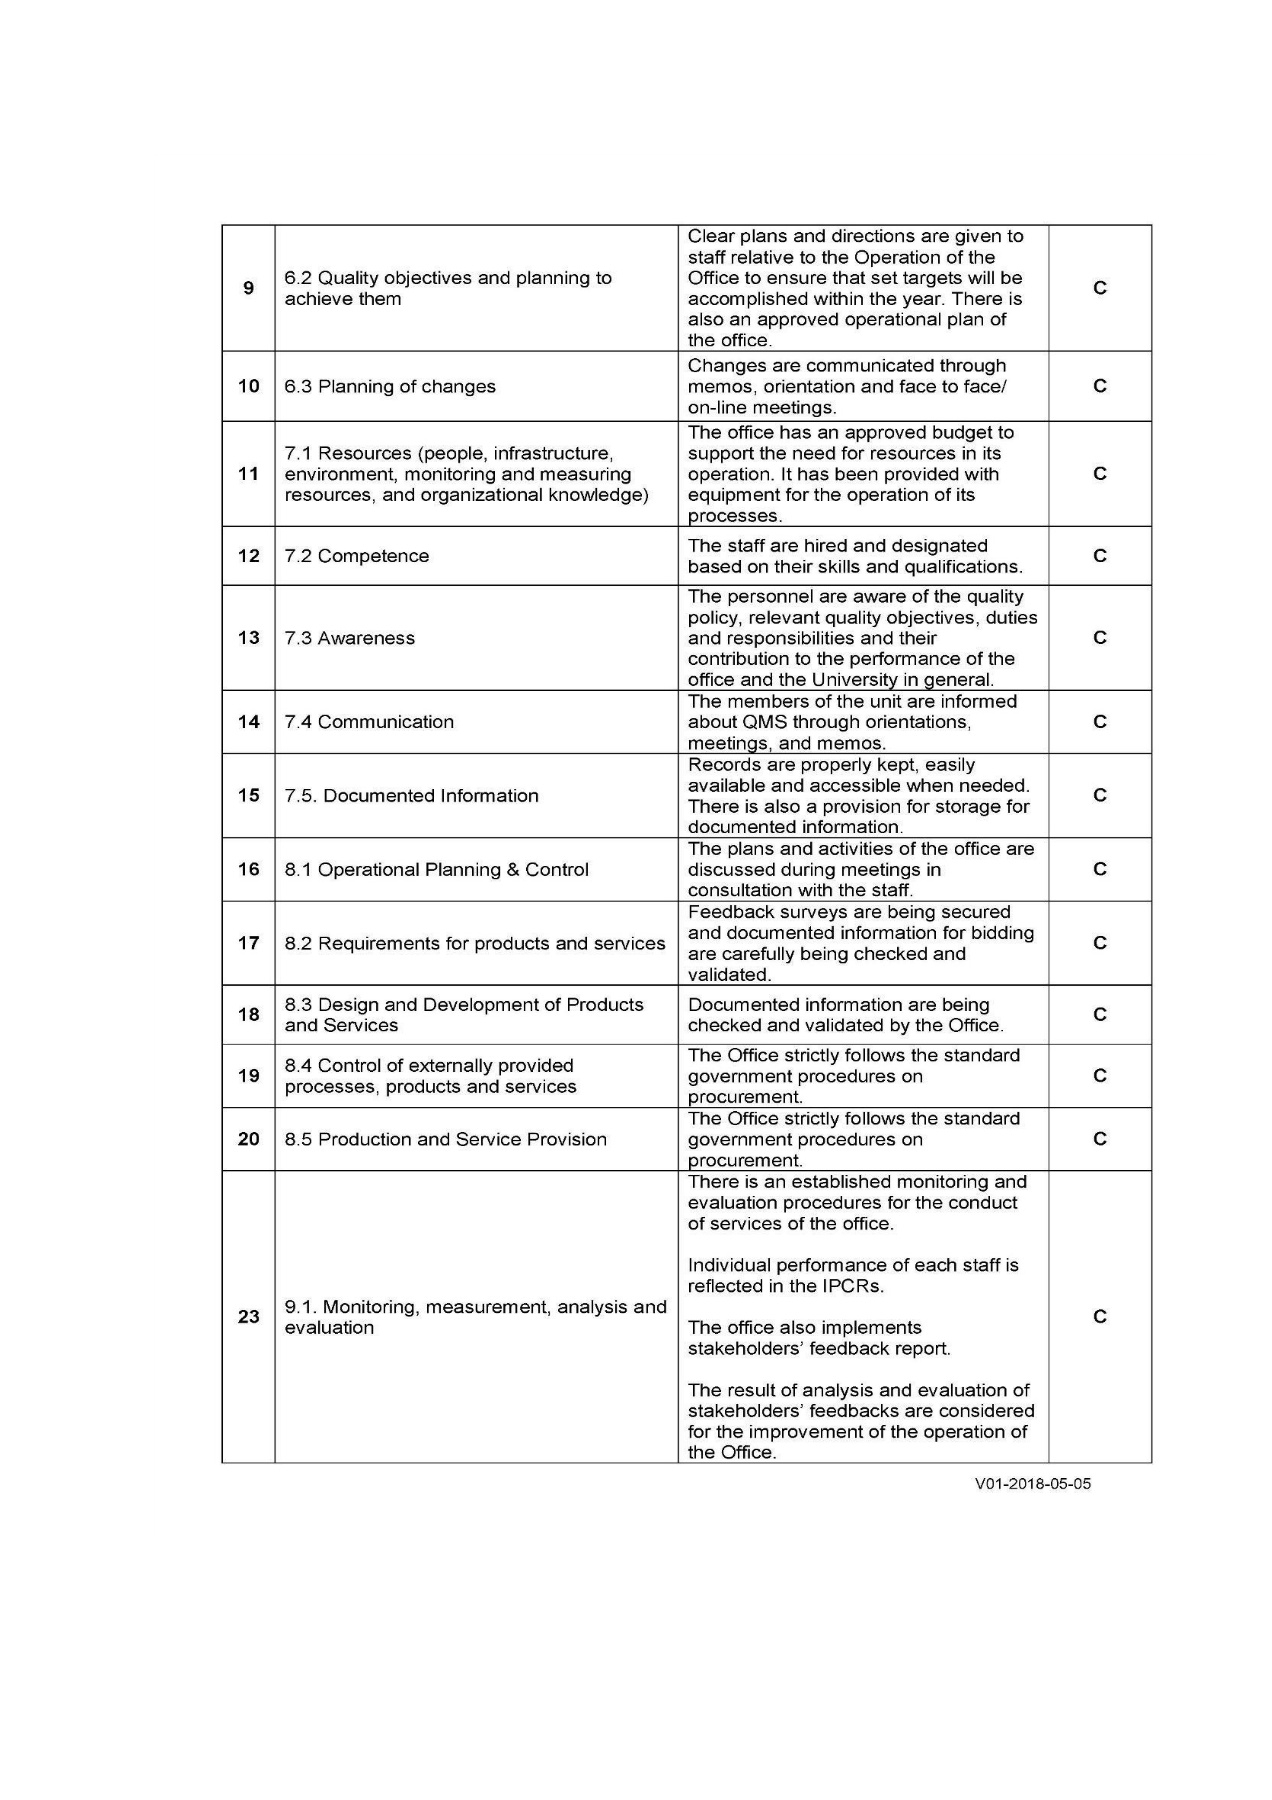 9
6.2 Quality objectives and planning to
achieve them
Clear plans and directions are given to
staff relative to the Operation of the
Office to ensure that set targets will be
accomplished within the year. There is
also an approved operational plan of
the office.
C
10
6.3 Planning of changes
Changes are communicated through
memos, orientation and face to face/
on-line meetings.
C
11
7.1 Resources (people, infrastructure,
environment, monitoring and measuring
resources, and organizational knowledge)
The office has an approved budget to
support the need for resources in its
operation. It has been provided with
equipment for the operation of its
processes.
C
12
7.2 Competence
The staff are hired and designated
based on their skills and qualifications.
C
13
7.3 Awareness
The personnel are aware of the quality
policy, relevant quality objectives, duties
and responsibilities and their
contribution to the performance of the
office and the University in general.
C
14
7.4 Communication
The members of the unit are informed
about QMS through orientations,
meetings, and memos.
C
15
7.5. Documented Information
Records are properly kept, easily
available and accessible when needed.
There is also a provision for storage for
documented information.
C
16
8.1 Operational Planning & Control
The plans and activities of the office are
discussed during meetings in
consultation with the staff.
C
17
8.2 Requirements for products and services
Feedback surveys are being secured
and documented information for bidding
are carefully being checked and
validated.
C
18
8.3 Design and Development of Products
and Services
Documented information are being
checked and validated by the Office.
C
19
8.4 Control of externally provided
processes, products and services
The Office strictly follows the standard
government procedures on
procurement.
C
20
8.5 Production and Service Provision
The Office strictly follows the standard
government procedures on
procurement.
C
23
9.1. Monitoring, measurement, analysis and
evaluation
There is an established monitoring and
evaluation procedures for the conduct
of services of the office.
Individual performance of each staff is
reflected in the IPCRs.
The office also implements
stakeholders’ feedback report.
The result of analysis and evaluation of
stakeholders’ feedbacks are considered
for the improvement of the operation of
the Office.
C
V01-2018-05-05